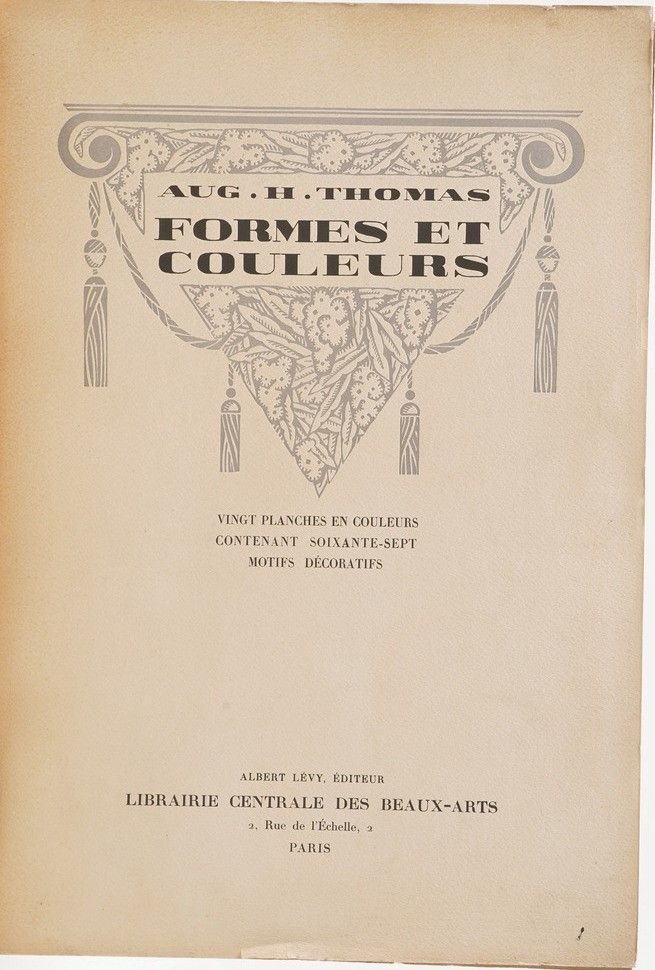 AUG. H. THOMAS
FORMES ET
COULEURS
VINGT PLANCHES EN COULEURS
CONTENANT SOIXANTE-SEPT
MOTIFS DÉCORATIFS
ALBERT LÉVY, ÉDITEUR
LIBRAIRIE CENTRALE DES BEAUX-ARTS
2, Rue de l'Échelle, 2
PARIS